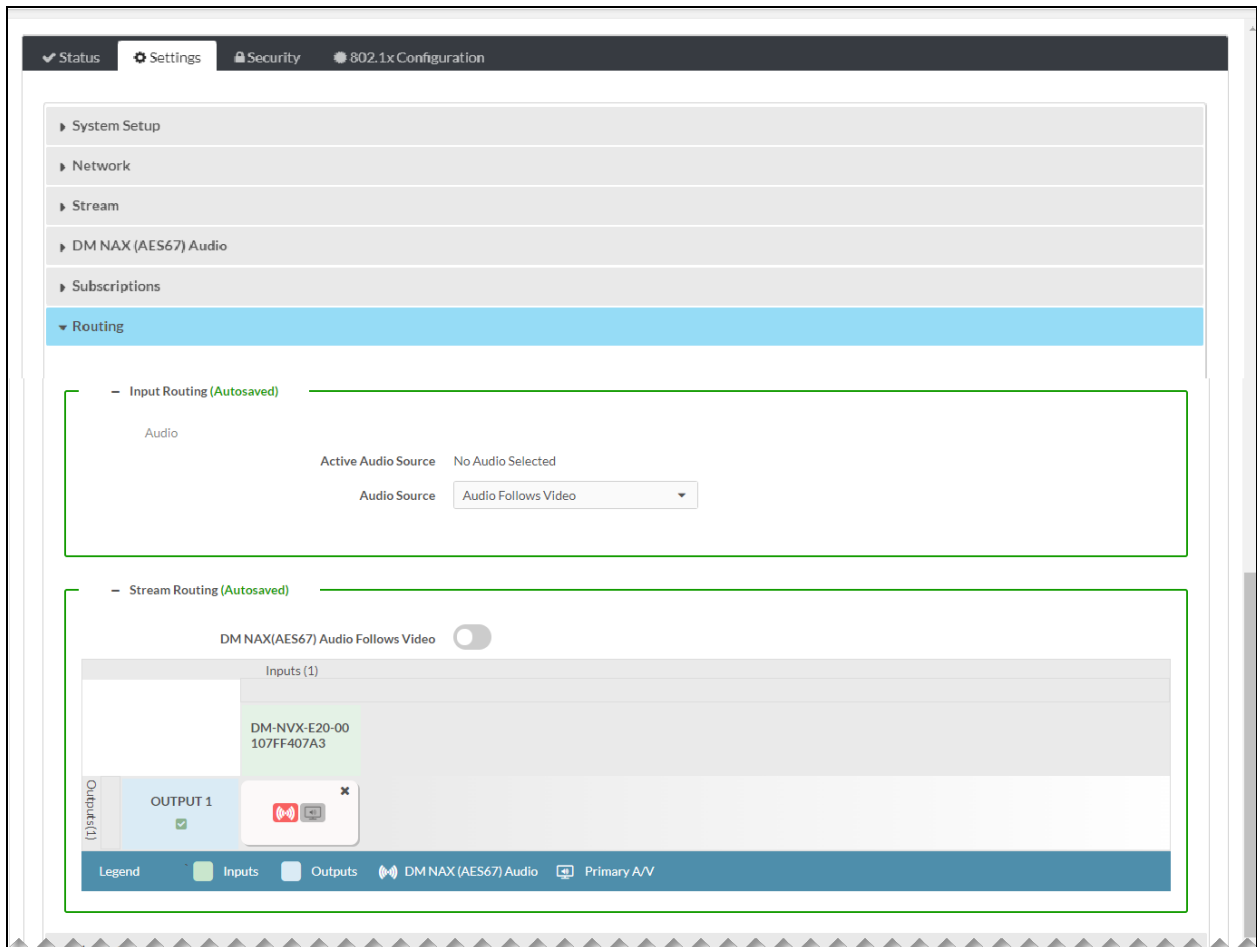 Status Settings Security 802.1x Configuration
System Setup
Network
Stream
DM NAX (AES67) Audio
Subscriptions
Routing
Input Routing (Autosaved)
Audio
Active Audio Source No Audio Selected
Audio Source Audio Follows Video
Stream Routing (Autosaved)
DM NAX(AES67) Audio Follows Video
Inputs (1)
DM-NVX-E20-00
107FF407A3
Outputs(1)
OUTPUT 1
Legend Inputs Outputs DM NAX (AES67) Audio Primary A/V